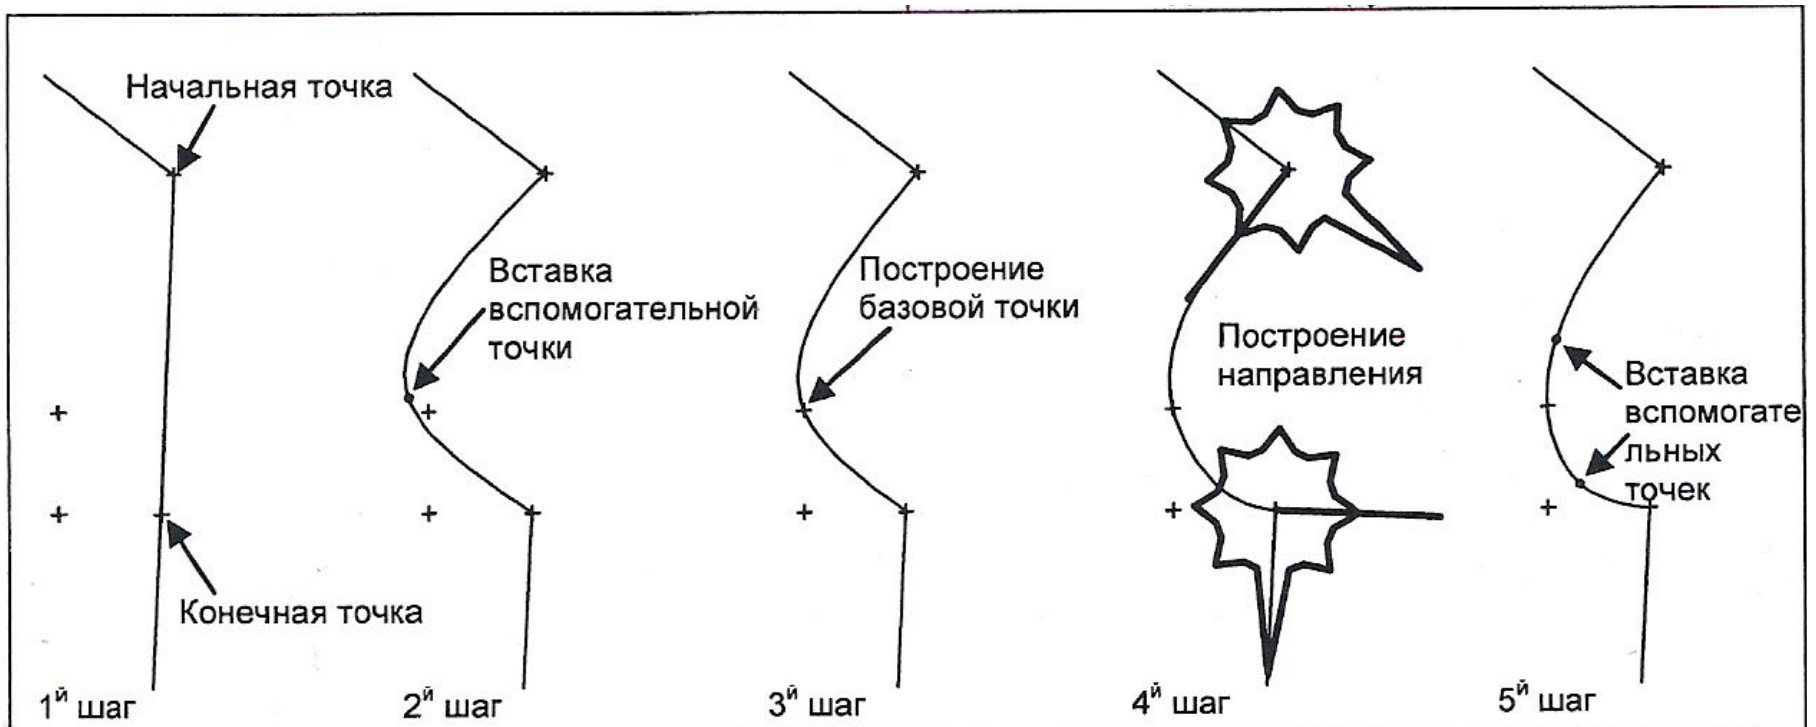 Начальная точка
Вставка
вспомогательной
точки
Построение
базовой точки
Построение
направления
Вставка
вспомогате
льных
точек
Конечная точка
1й шаг
2й шаг
3й шаг
4й шаг
5й шаг